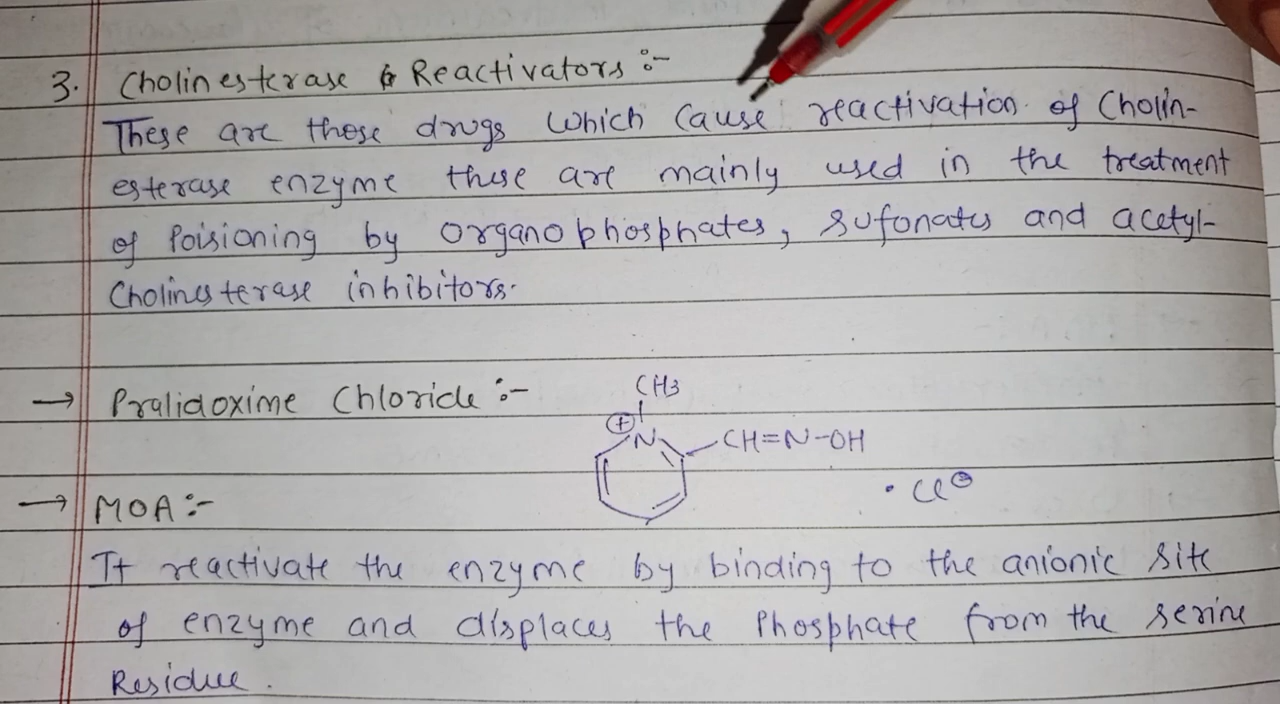 3. Cholinesterase Reactivators :-
These are those drugs which cause reactivation of Cholin-
esterase enzyme these are mainly used in the treatment
of Poisioning by organophosphates, sufonates and acetyl-
Cholinesterase inhibitors.
→ Pralidoxime Chloride :-
CH3
⊕
N CH=N-OH
· Cl⊖
→ MOA :-
It reactivate the enzyme by binding to the anionic site
of enzyme and displaces the Phosphate from the serine
Residue.